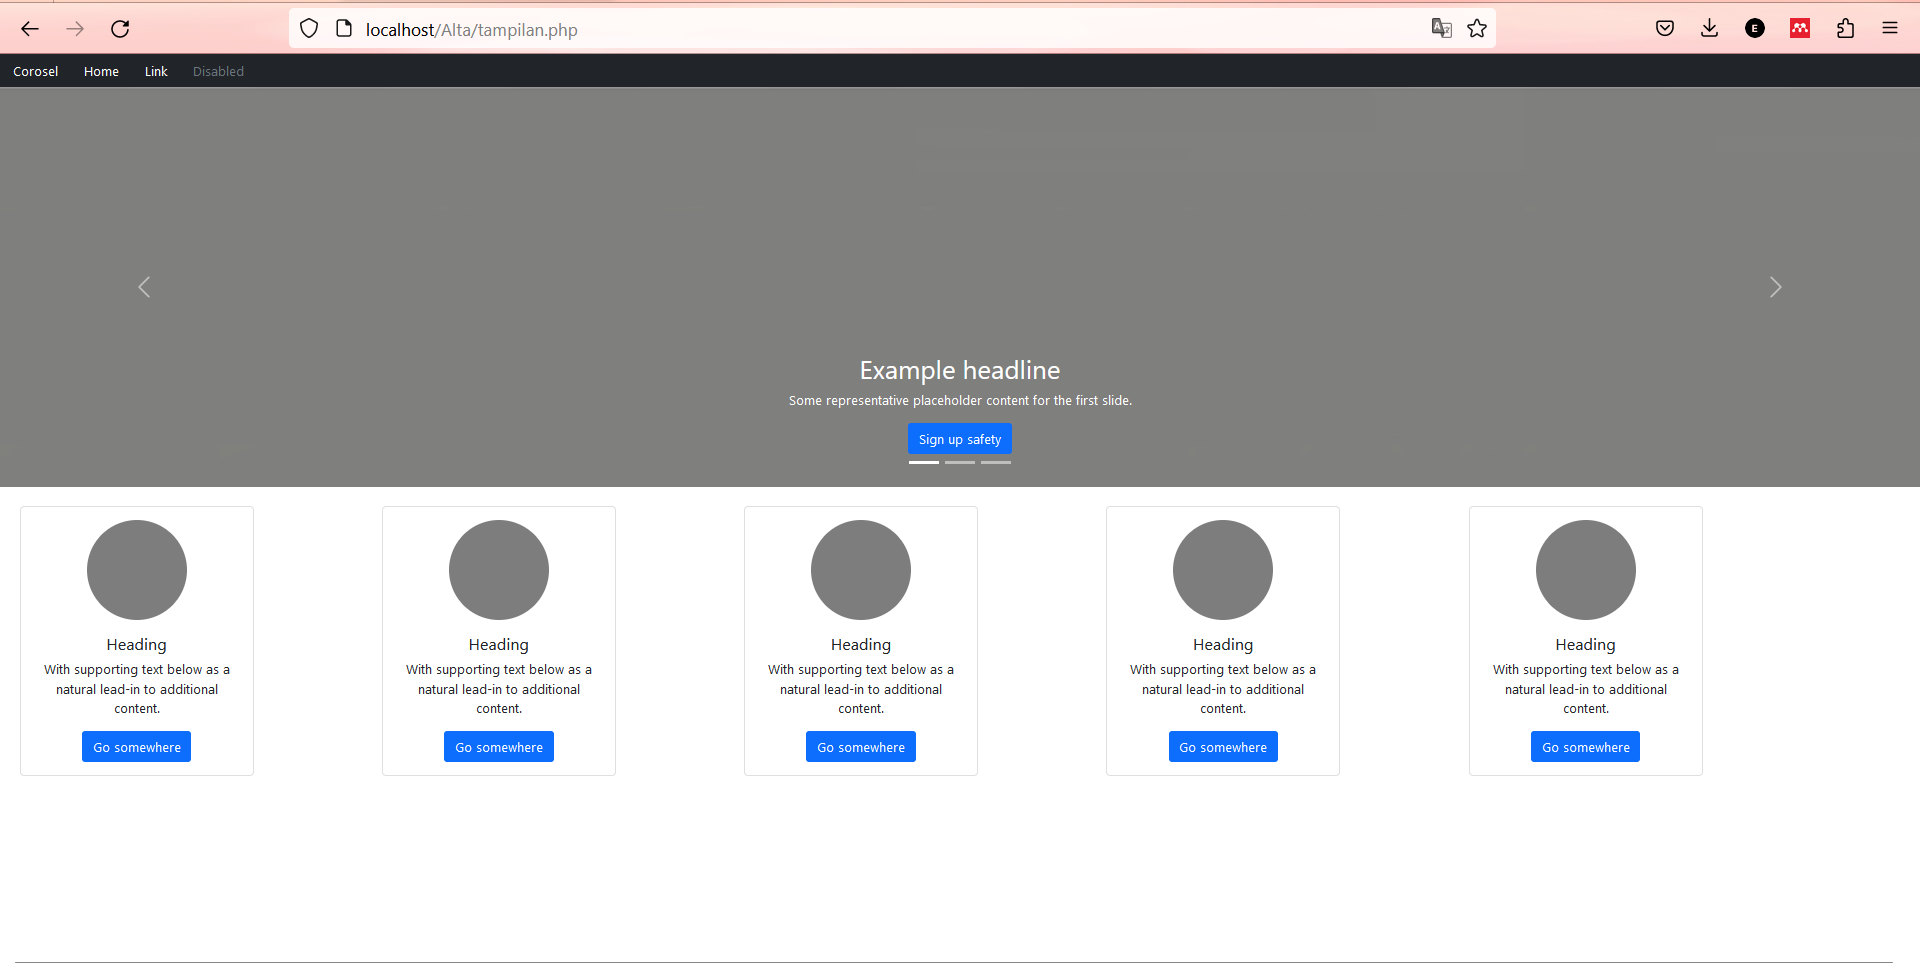 localhost/Alta/tampilan.php
E
Corosel Home Link Disabled
Example headline
Some representative placeholder content for the first slide.
Sign up safety
Heading
With supporting text below as a
natural lead-in to additional
content.
Go somewhere
Heading
With supporting text below as a
natural lead-in to additional
content.
Go somewhere
Heading
With supporting text below as a
natural lead-in to additional
content.
Go somewhere
Heading
With supporting text below as a
natural lead-in to additional
content.
Go somewhere
Heading
With supporting text below as a
natural lead-in to additional
content.
Go somewhere